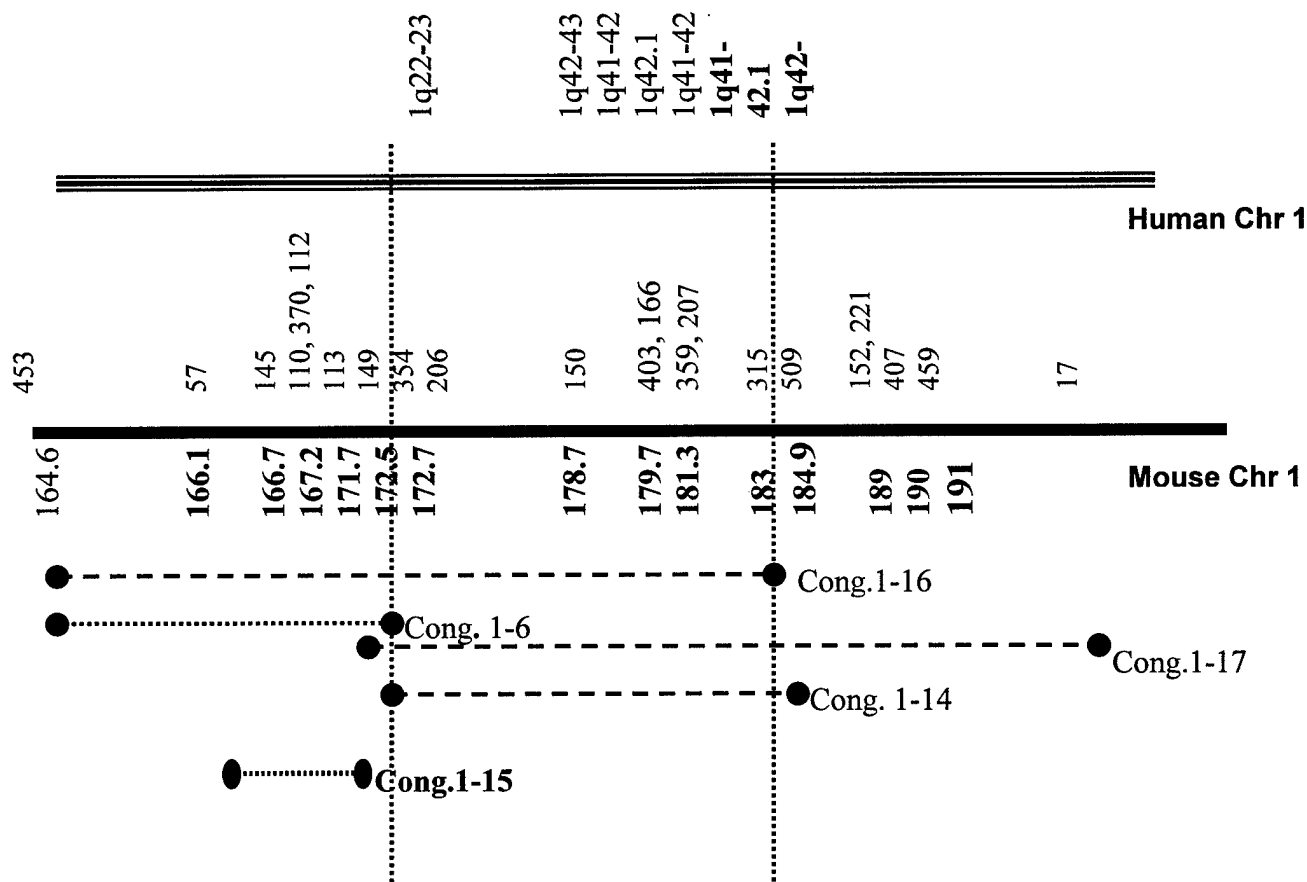 1q22-23
1q42-43
1q41-42
1q42.1
1q41-42
1q41-
42.1
1q42-
Human Chr 1
453
57
145
110, 370, 112
113
149
354
206
150
403, 166
359, 207
315
509
152, 221
407
459
17
164.6
166.1
166.7
167.2
171.7
172.5
172.7
178.7
179.7
181.3
183
184.9
189
190
191
Mouse Chr 1
Cong.1-16
Cong. 1-6
Cong.1-17
Cong. 1-14
Cong.1-15